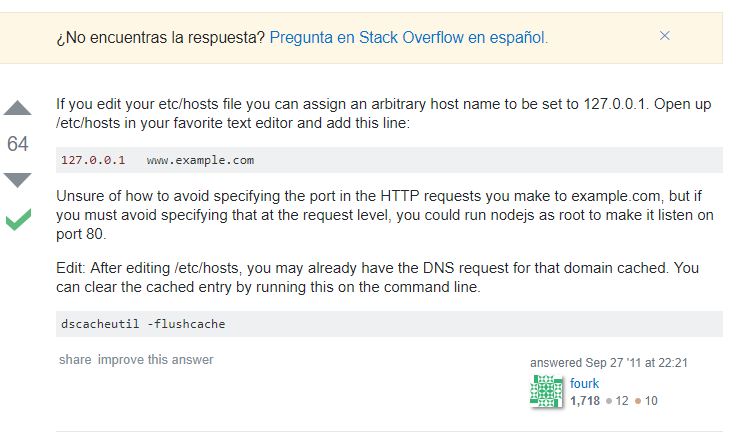 ¿No encuentras la respuesta? Pregunta en Stack Overflow en español.
If you edit your etc/hosts file you can assign an arbitrary host name to be set to 127.0.0.1. Open up
/etc/hosts in your favorite text editor and add this line:
64
127.0.0.1   www.example.com
Unsure of how to avoid specifying the port in the HTTP requests you make to example.com, but if
you must avoid specifying that at the request level, you could run nodejs as root to make it listen on
port 80.
Edit: After editing /etc/hosts, you may already have the DNS request for that domain cached. You
can clear the cached entry by running this on the command line.
dscacheutil -flushcache
share improve this answer
answered Sep 27 '11 at 22:21
fourk
1,718 ● 12 ● 10